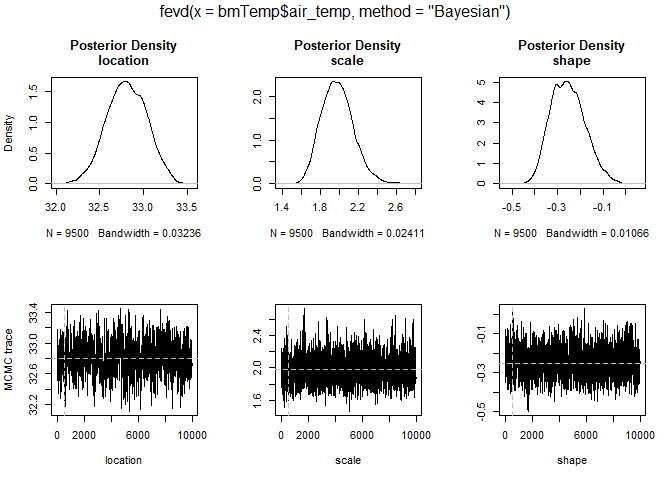 fevd(x = bmTemp$air_temp, method = "Bayesian")
Posterior Density
location
Posterior Density
scale
Posterior Density
shape
Density
0.0 0.5 1.0 1.5
32.0 32.5 33.0 33.5
N = 9500 Bandwidth = 0.03236
0.0 1.0 2.0
1.4 1.8 2.2 2.6
N = 9500 Bandwidth = 0.02411
0 1 2 3 4 5
-0.5 -0.3 -0.1
N = 9500 Bandwidth = 0.01066
MCMC trace
32.2 32.6 33.0 33.4
0 2000 6000 10000
location
1.6 2.0 2.4
0 2000 6000 10000
scale
-0.5 -0.3 -0.1
0 2000 6000 10000
shape